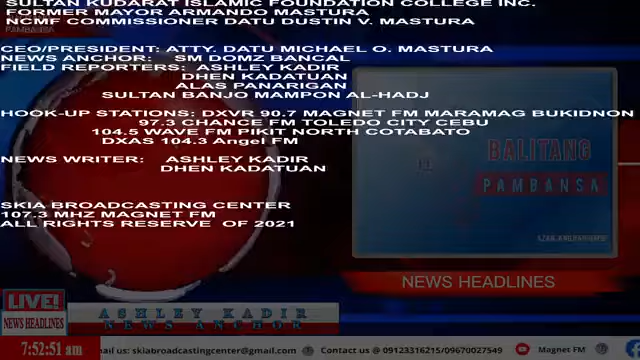 SULTAN KUDARAT ISLAMIC FOUNDATION COLLEGE INC.
FORMER MAYOR ARMANDO MASTURA
NCMF COMMISSIONER DATU DUSTIN V. MASTURA
PAMBANSA
CEO/PRESIDENT: ATTY. DATU MICHAEL O. MASTURA
NEWS ANCHOR: SM DOMZ BANCAL
FIELD REPORTERS: ASHLEY KADIR
DHEN KADATUAN
ALAS PANARIGAN
SULTAN BANJO MAMPON AL-HADJ
HOOK-UP STATIONS: DXVR 90.7 MAGNET FM MARAMAG BUKIDNON
97.3 CHANCE FM TOLEDO CITY CEBU
104.5 WAVE FM PIKIT NORTH COTABATO
DXAS 104.3 Angel FM
NEWS WRITER: ASHLEY KADIR
DHEN KADATUAN
SKIA BROADCASTING CENTER
107.3 MHZ MAGNET FM
ALL RIGHTS RESERVE OF 2021
BALITANG
PAMBANSA
NEWS HEADLINES
LIVE!
NEWS HEADLINES
ASHLEY KADIR
NEWS ANCHOR
7:52:51 am
ail us: skiabroadcastingcenter@gmail.com Contact us @ 09123316215/09670027549 Magnet FM